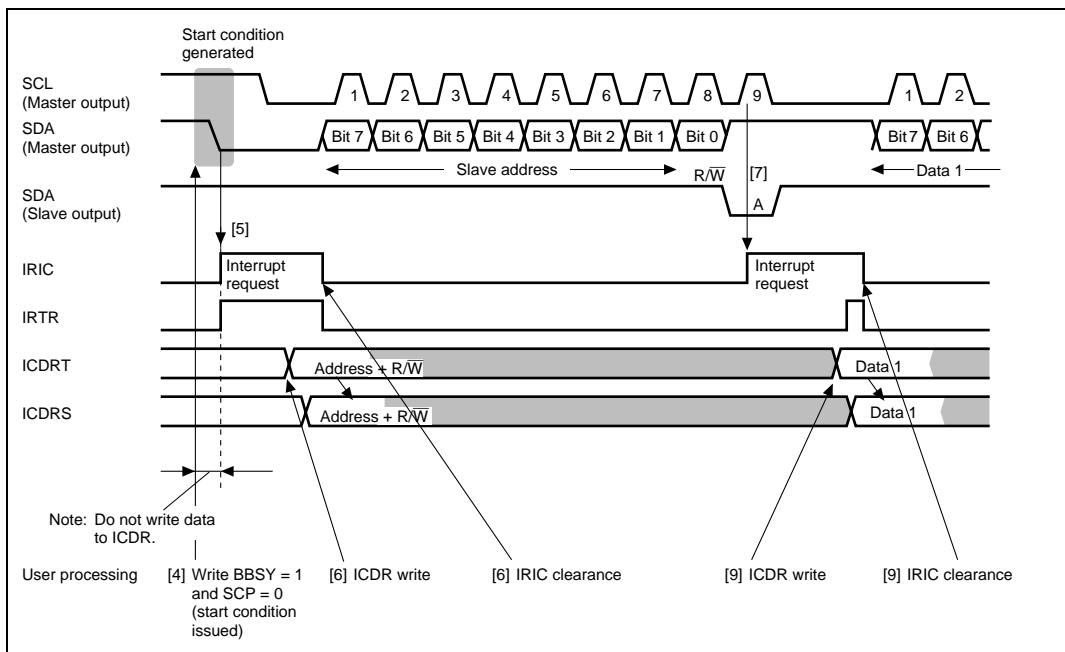 Start condition
generated
SCL
(Master output)
1 2 3 4 5 6 7 8 9 1 2
SDA
(Master output)
Bit 7 Bit 6 Bit 5 Bit 4 Bit 3 Bit 2 Bit 1 Bit 0 Bit 7 Bit 6
Slave address R/W̅ [7] Data 1
SDA
(Slave output)
A
[5]
IRIC
Interrupt
request
Interrupt
request
IRTR
ICDRT
Address + R/W̅
Data 1
ICDRS
Address + R/W̅
Data 1
Note: Do not write data
to ICDR.
User processing
[4] Write BBSY = 1
and SCP = 0
(start condition
issued)
[6] ICDR write
[6] IRIC clearance
[9] ICDR write
[9] IRIC clearance